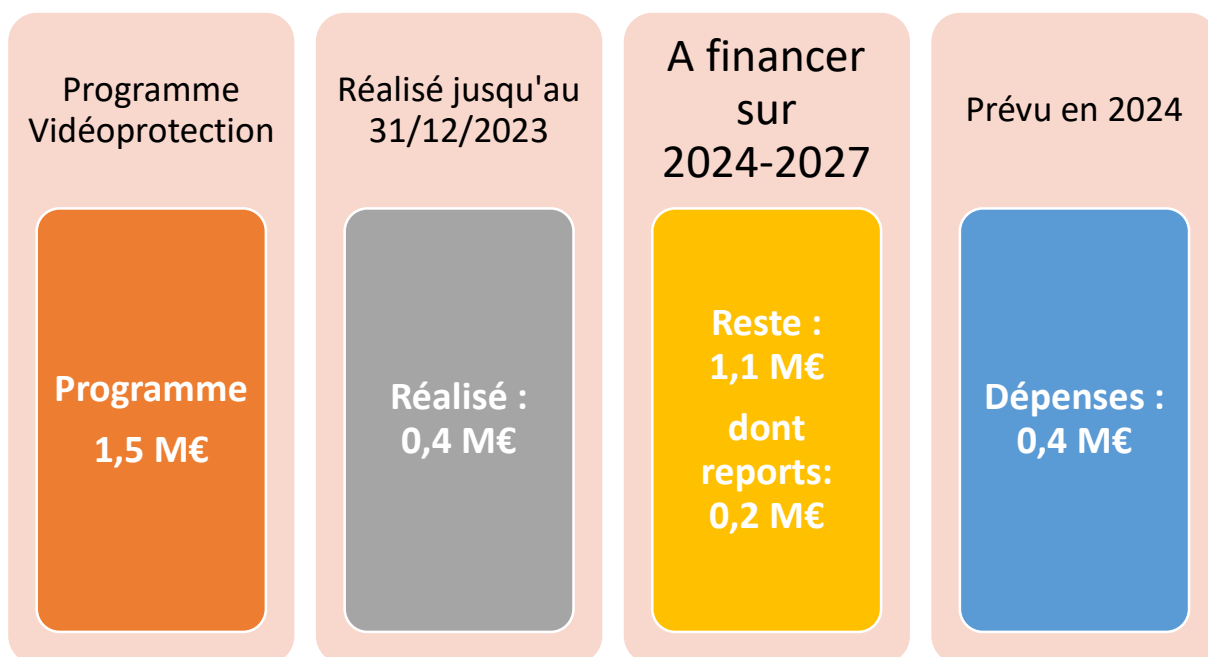 Programme
Vidéoprotection
Programme
1,5 M€
Réalisé jusqu'au
31/12/2023
Réalisé :
0,4 M€
A financer
sur
2024-2027
Reste :
1,1 M€
dont
reports:
0,2 M€
Prévu en 2024
Dépenses :
0,4 M€